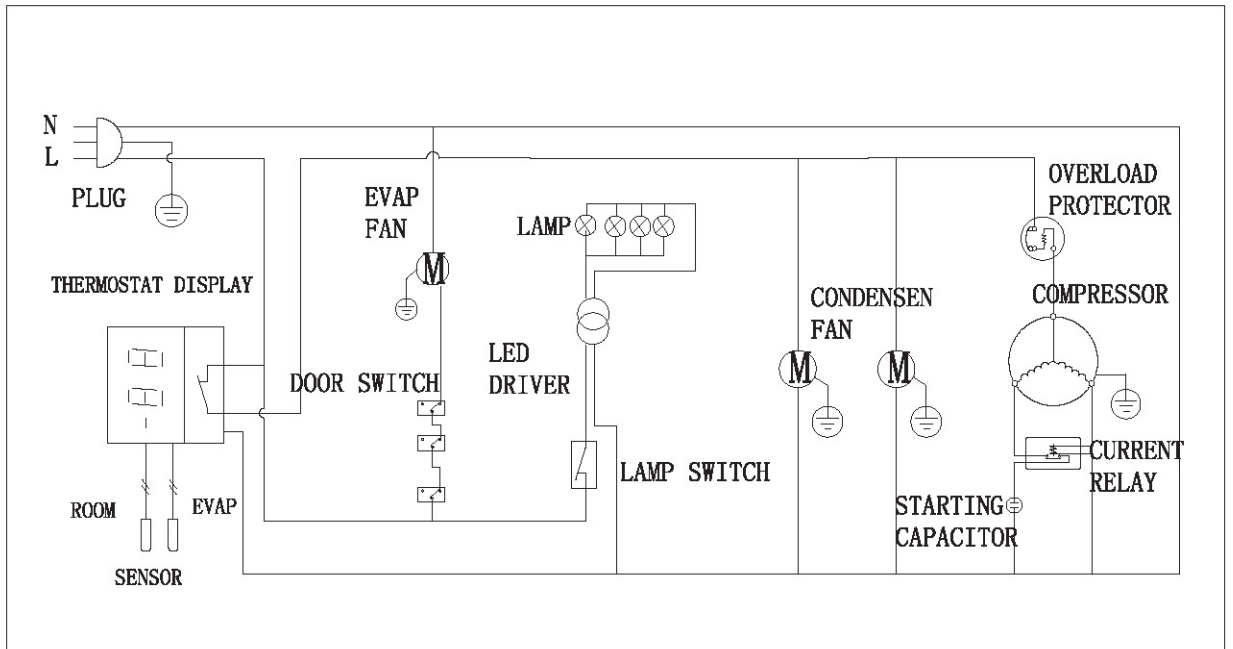 N
L
PLUG
EVAP
FAN
LAMP
OVERLOAD
PROTECTOR
THERMOSTAT DISPLAY
M
CONDENSEN
FAN
COMPRESSOR
LED
DRIVER
M
M
DOOR SWITCH
LAMP SWITCH
CURRENT
RELAY
ROOM
EVAP
STARTING
CAPACITOR
SENSOR